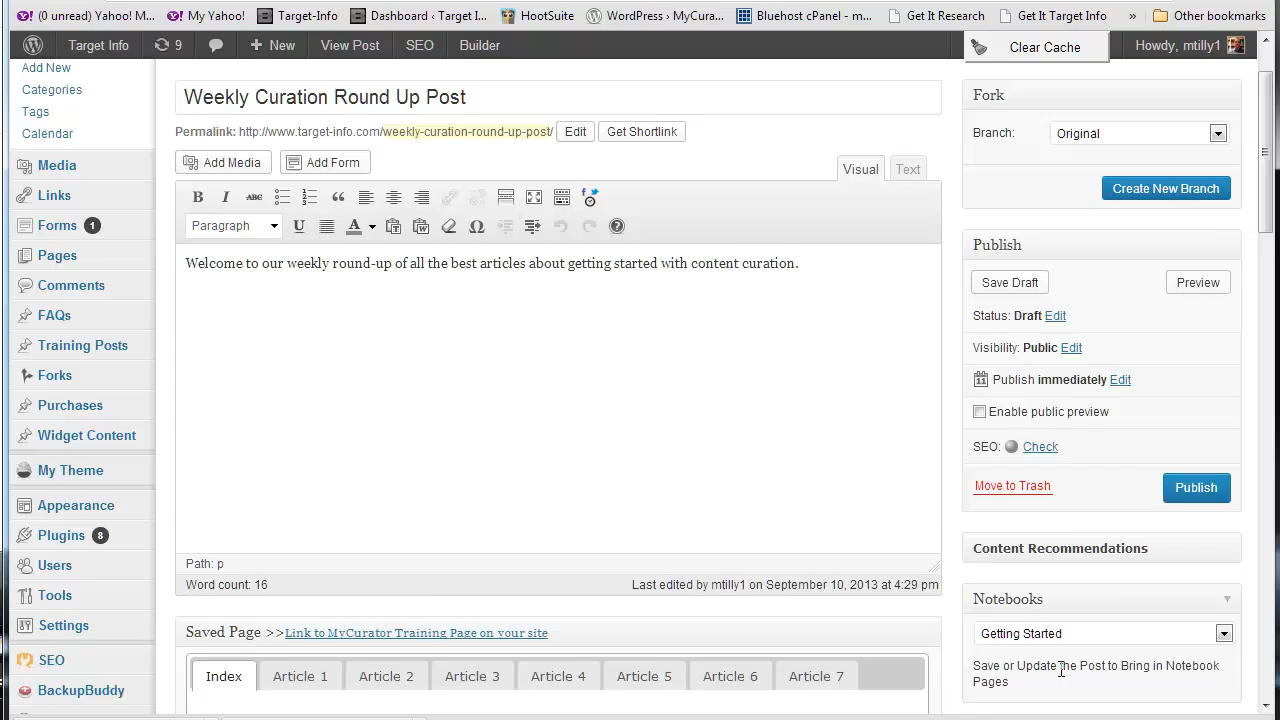 (0 unread) Yahoo! M... My Yahoo! Target-Info Dashboard ‹ Target I... HootSuite WordPress › MyCura... Bluehost cPanel - m... Get It Research Get It Target Info » Other bookmarks
Target Info 9 New View Post SEO Builder Clear Cache Howdy, mtilly1
Add New
Categories
Tags
Calendar
Media
Links
Forms 1
Pages
Comments
FAQs
Training Posts
Forks
Purchases
Widget Content
My Theme
Appearance
Plugins 8
Users
Tools
Settings
SEO
BackupBuddy
Weekly Curation Round Up Post
Permalink: http://www.target-info.com/weekly-curation-round-up-post/ Edit Get Shortlink
Add Media Add Form
Visual Text
B I ABC
Paragraph U A Ω
Welcome to our weekly round-up of all the best articles about getting started with content curation.
Path: p
Word count: 16 Last edited by mtilly1 on September 10, 2013 at 4:29 pm
Saved Page >>Link to MyCurator Training Page on your site
Index Article 1 Article 2 Article 3 Article 4 Article 5 Article 6 Article 7
Fork
Branch: Original
Create New Branch
Publish
Save Draft Preview
Status: Draft Edit
Visibility: Public Edit
Publish immediately Edit
Enable public preview
SEO: Check
Move to Trash Publish
Content Recommendations
Notebooks
Getting Started
Save or Update the Post to Bring in Notebook
Pages